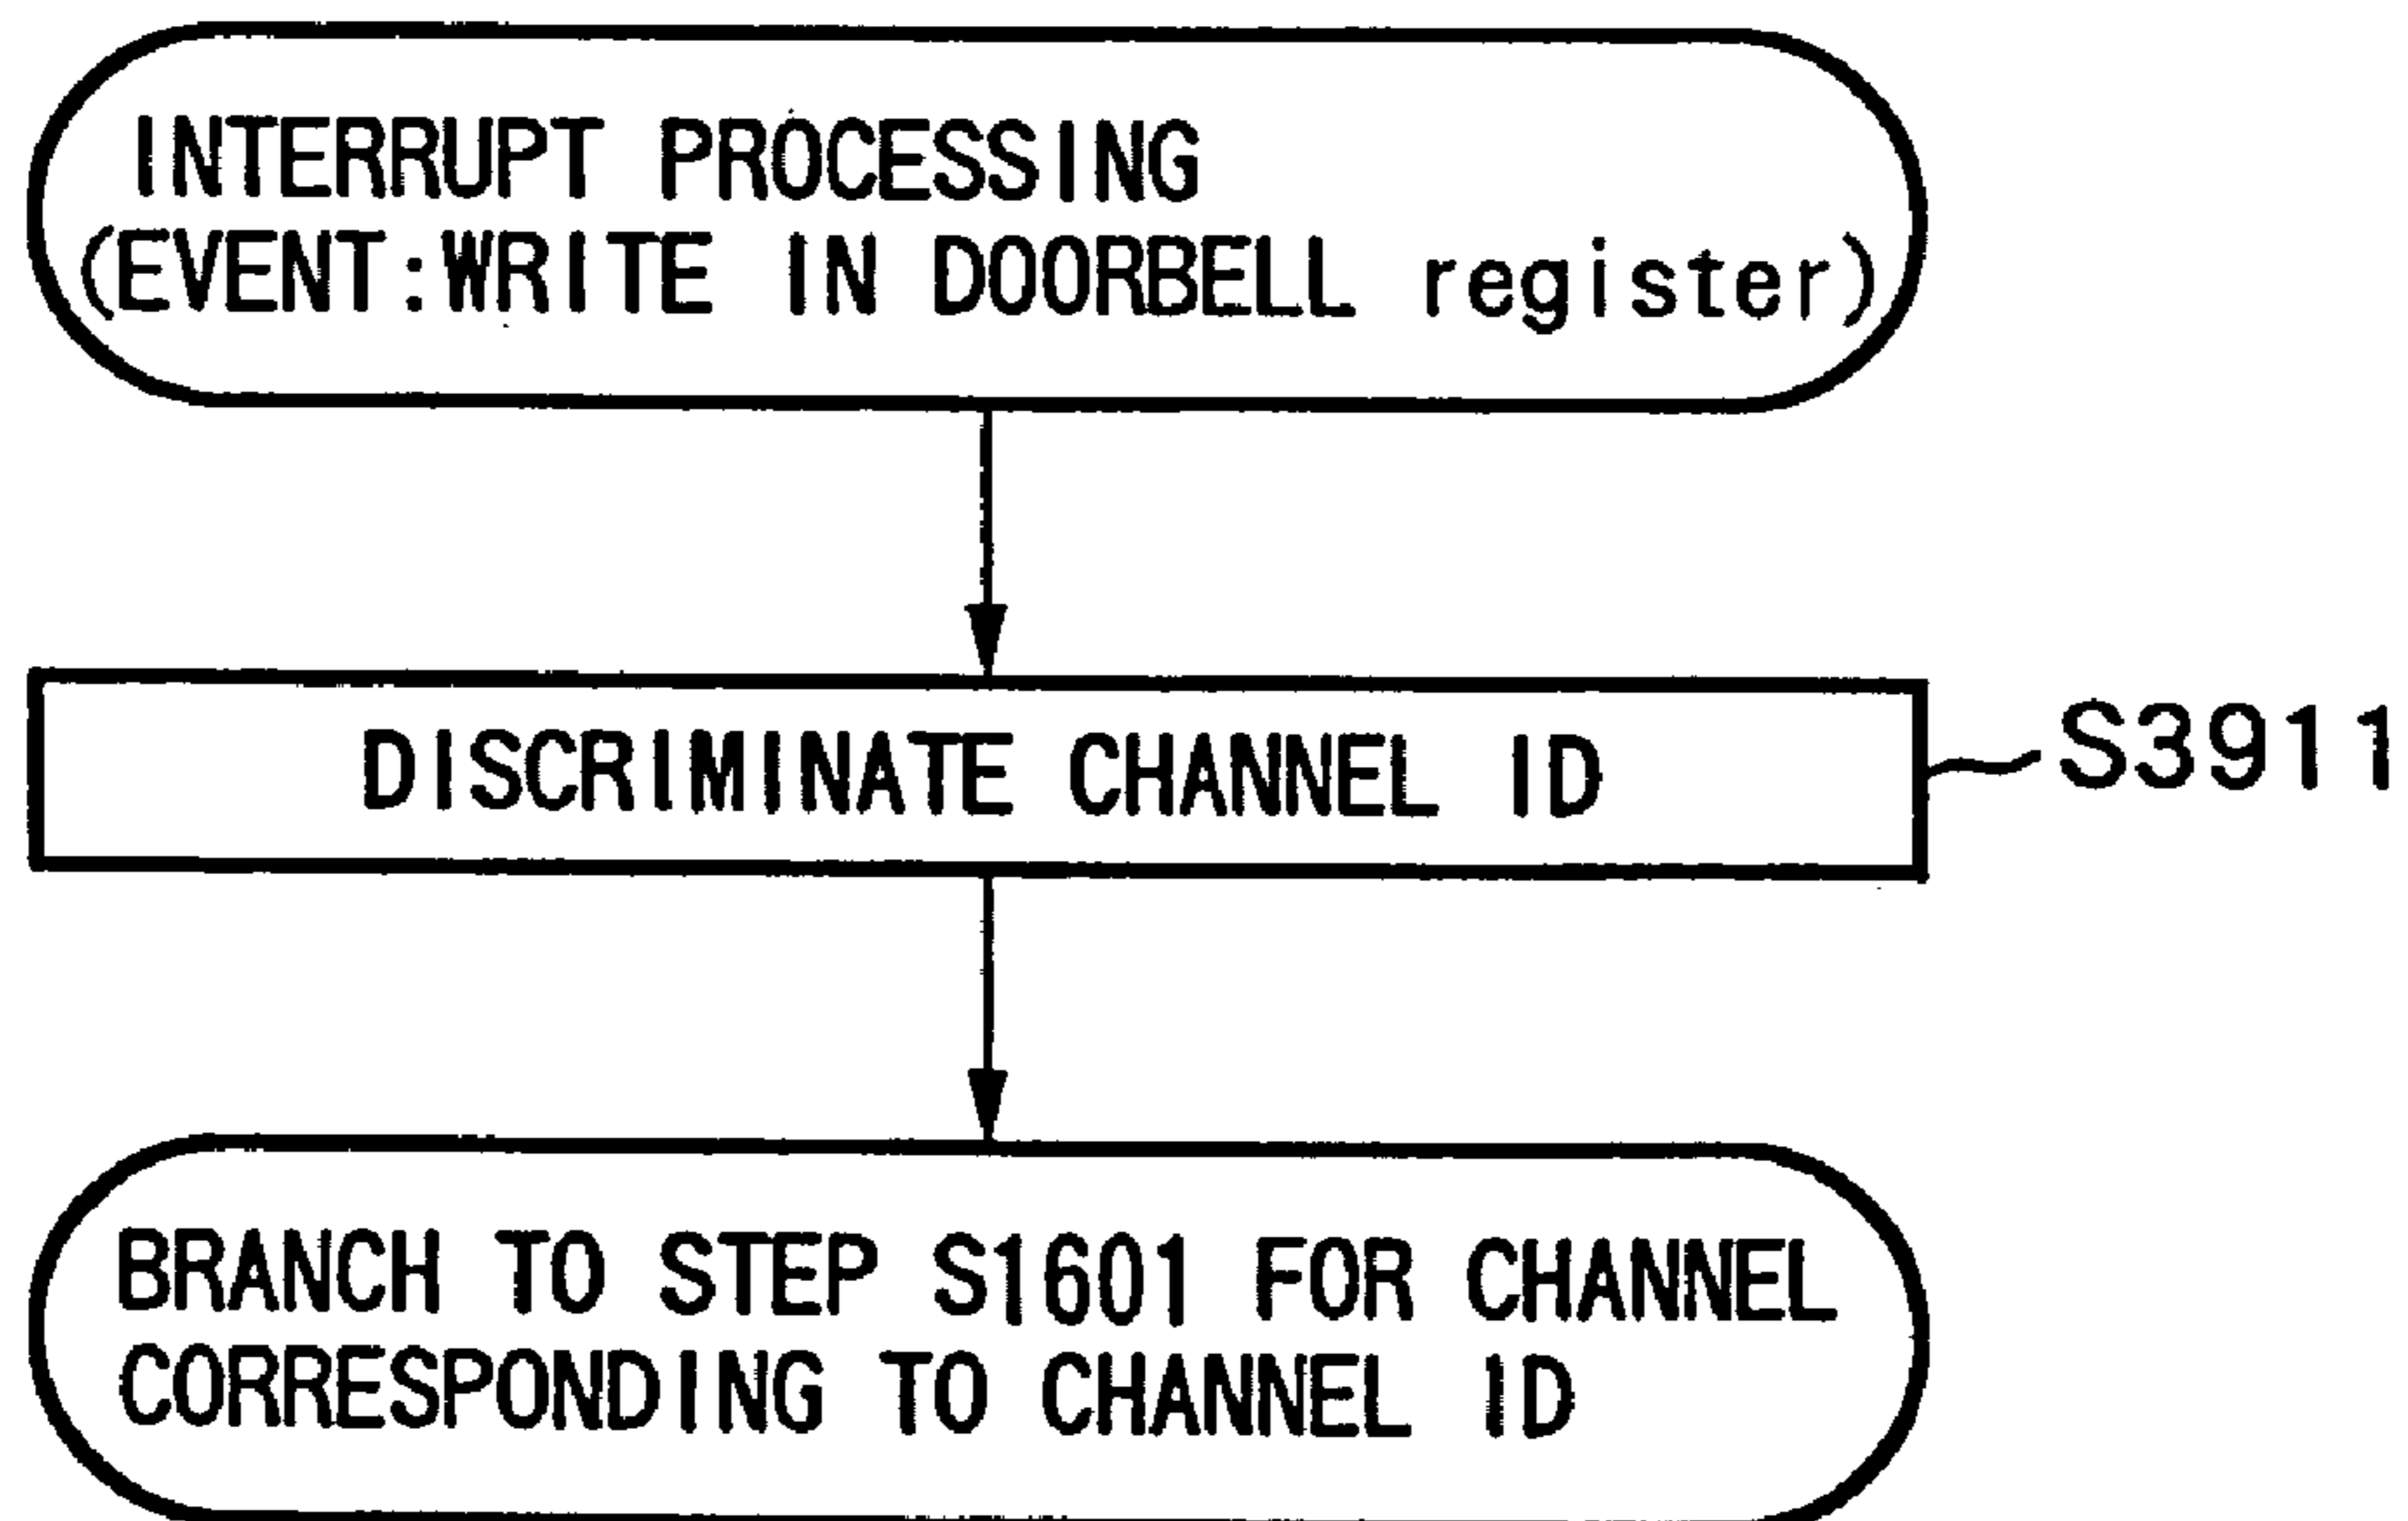 INTERRUPT PROCESSING
(EVENT:WRITE IN DOORBELL register)
DISCRIMINATE CHANNEL ID
S3911
BRANCH TO STEP S1601 FOR CHANNEL
CORRESPONDING TO CHANNEL ID